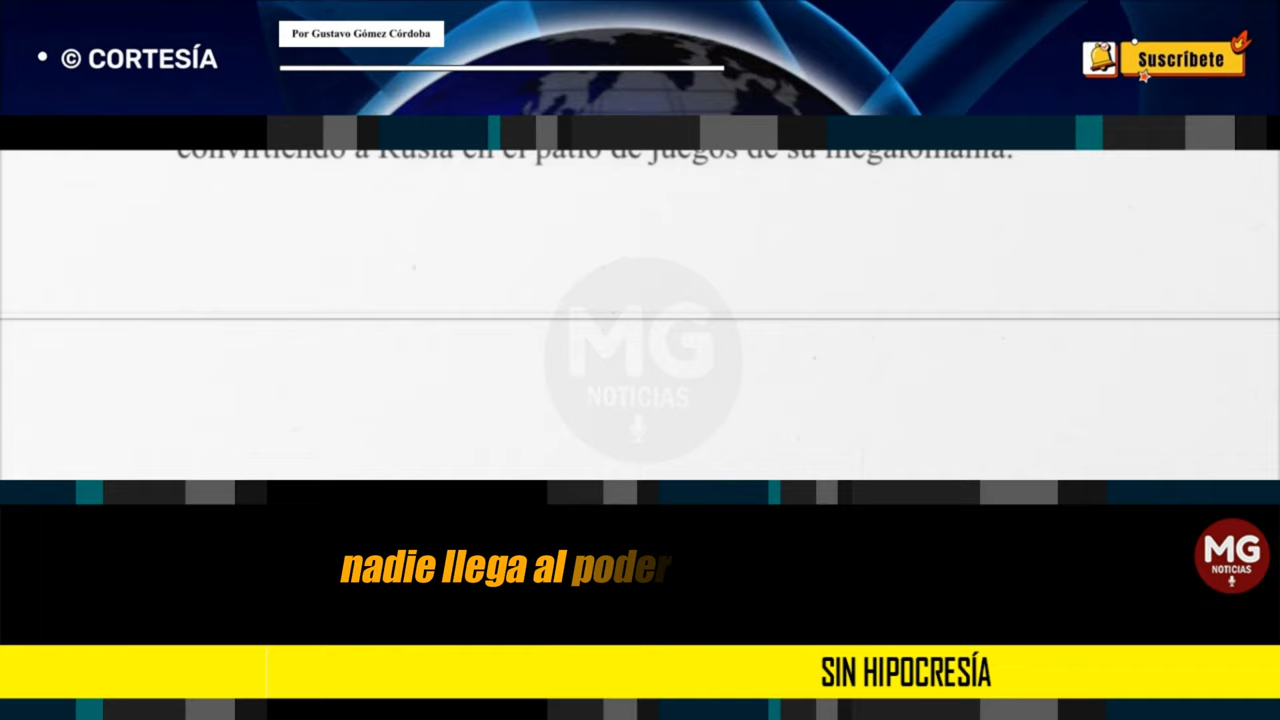 • © CORTESÍA
Por Gustavo Gómez Córdoba
Suscríbete
convirtiendo a Rusia en el patio de juegos de su megalomanía.
MG
NOTICIAS
nadie llega al poder
MG
NOTICIAS
SIN HIPOCRESÍA